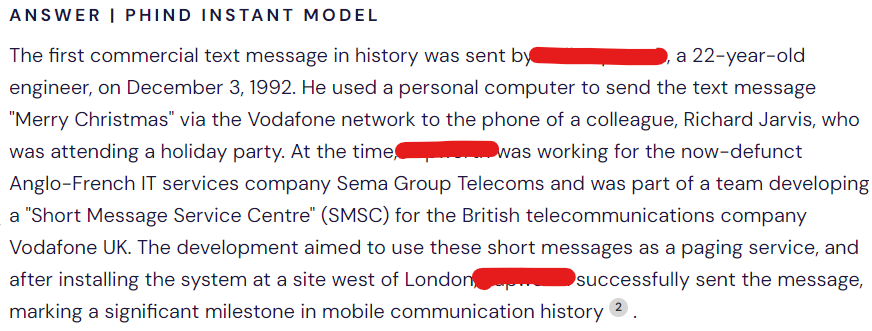 ANSWER | PHIND INSTANT MODEL
The first commercial text message in history was sent by , a 22-year-old
engineer, on December 3, 1992. He used a personal computer to send the text message
"Merry Christmas" via the Vodafone network to the phone of a colleague, Richard Jarvis, who
was attending a holiday party. At the time, was working for the now-defunct
Anglo-French IT services company Sema Group Telecoms and was part of a team developing
a "Short Message Service Centre" (SMSC) for the British telecommunications company
Vodafone UK. The development aimed to use these short messages as a paging service, and
after installing the system at a site west of London, successfully sent the message,
marking a significant milestone in mobile communication history 2 .